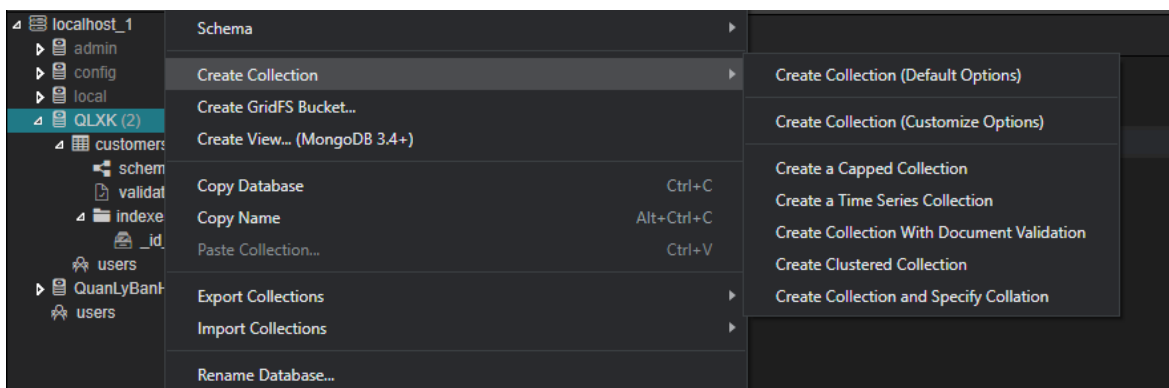 localhost_1
admin
config
local
QLXK (2)
customers
schem
validat
indexe
_id_
users
QuanLyBanH
users
Schema
Create Collection
Create GridFS Bucket...
Create View... (MongoDB 3.4+)
Copy Database Ctrl+C
Copy Name Alt+Ctrl+C
Paste Collection... Ctrl+V
Export Collections
Import Collections
Rename Database...
Create Collection (Default Options)
Create Collection (Customize Options)
Create a Capped Collection
Create a Time Series Collection
Create Collection With Document Validation
Create Clustered Collection
Create Collection and Specify Collation